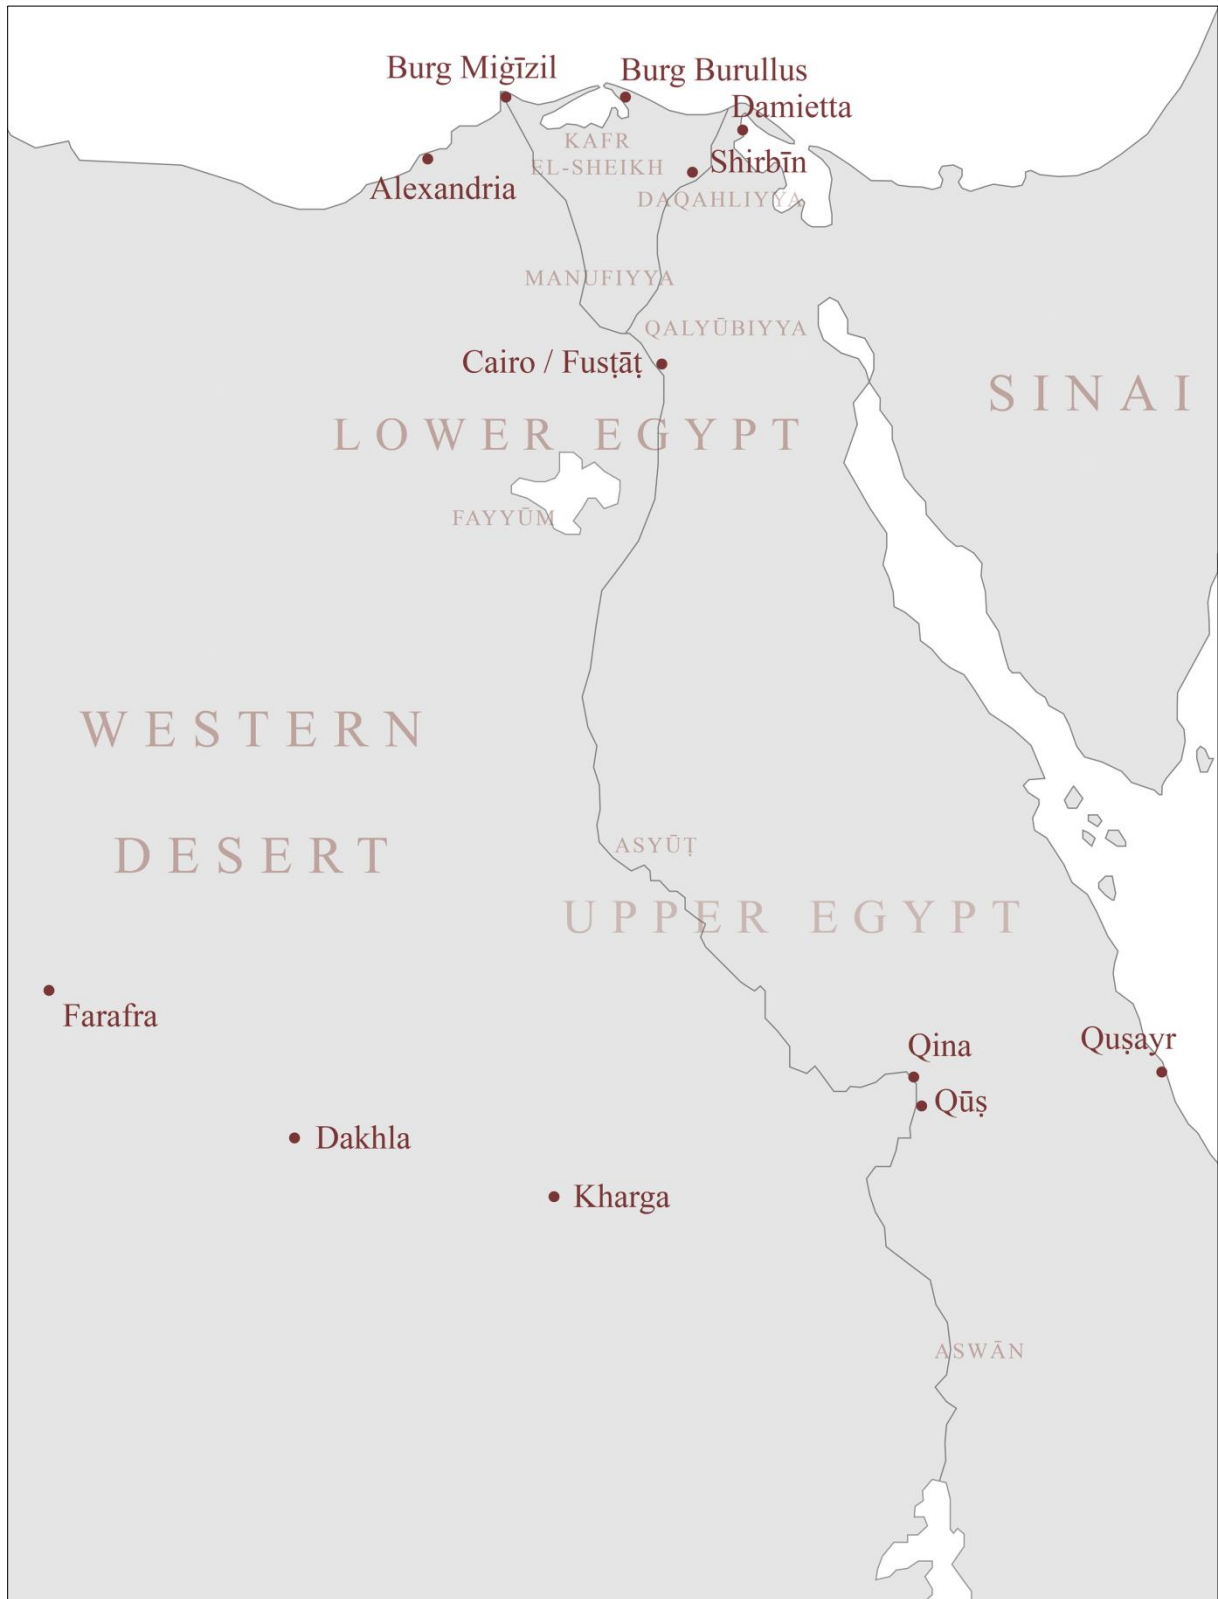 Burg Miġīzil
Burg Burullus
Damietta
KAFR
EL-SHEIKH
Shirbīn
Alexandria
DAQAHLIYYA
MANUFIYYA
QALYŪBIYYA
Cairo / Fusṭāṭ
SINAI
LOWER EGYPT
FAYYŪM
WESTERN
DESERT
ASYŪṬ
UPPER EGYPT
Farafra
Qina
Quṣayr
Qūṣ
Dakhla
Kharga
ASWĀN